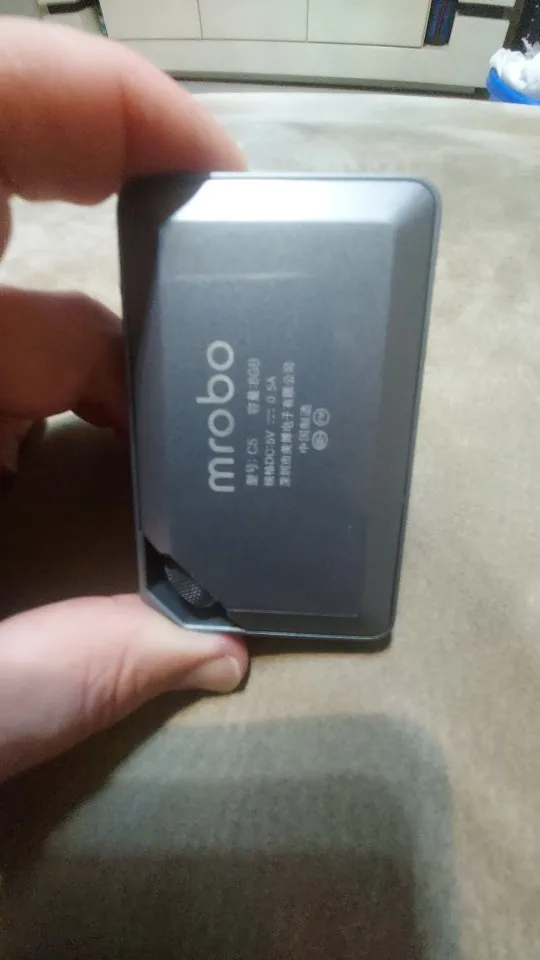 mrobo
型号: C5 容量:8GB
规格DC:5V ⎓ 0.5A
深圳市美博电子有限公司
中国制造